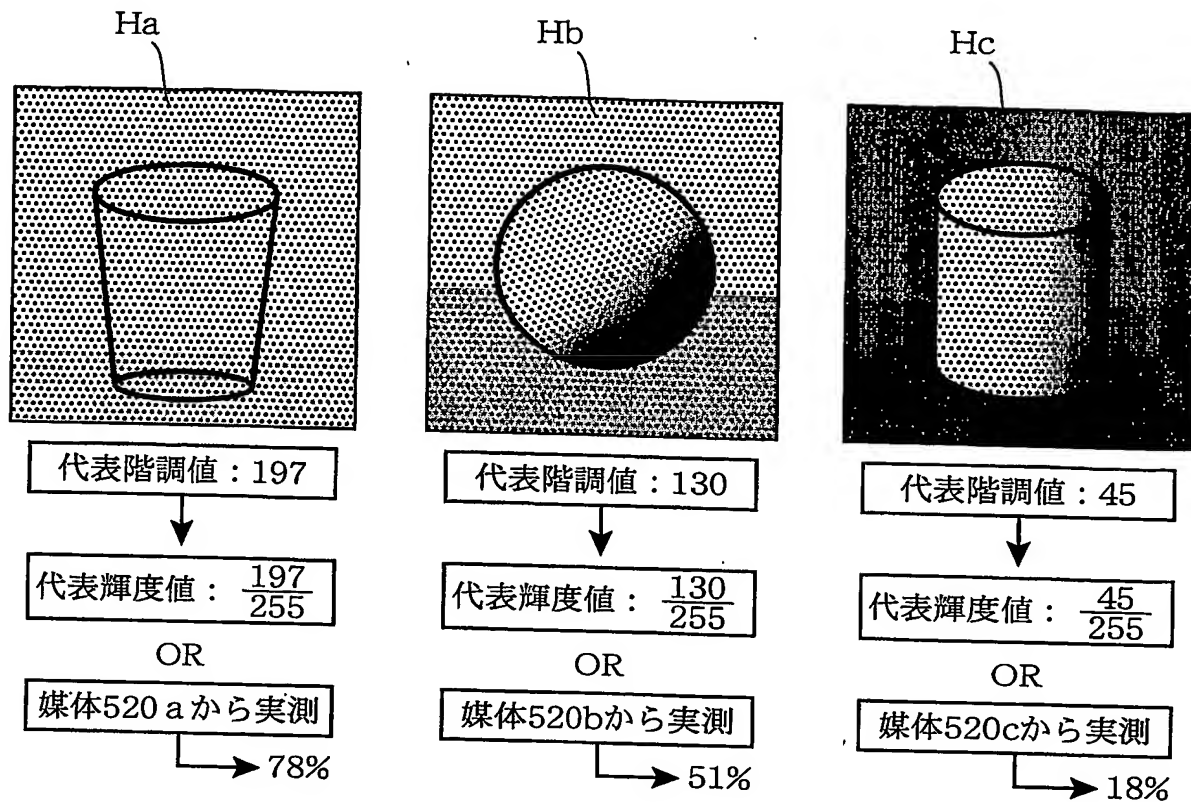 Ha
代表階調値：197
代表輝度値： 197/255
OR
媒体520aから実測
78%
Hb
代表階調値：130
代表輝度値： 130/255
OR
媒体520bから実測
51%
Hc
代表階調値：45
代表輝度値： 45/255
OR
媒体520cから実測
18%